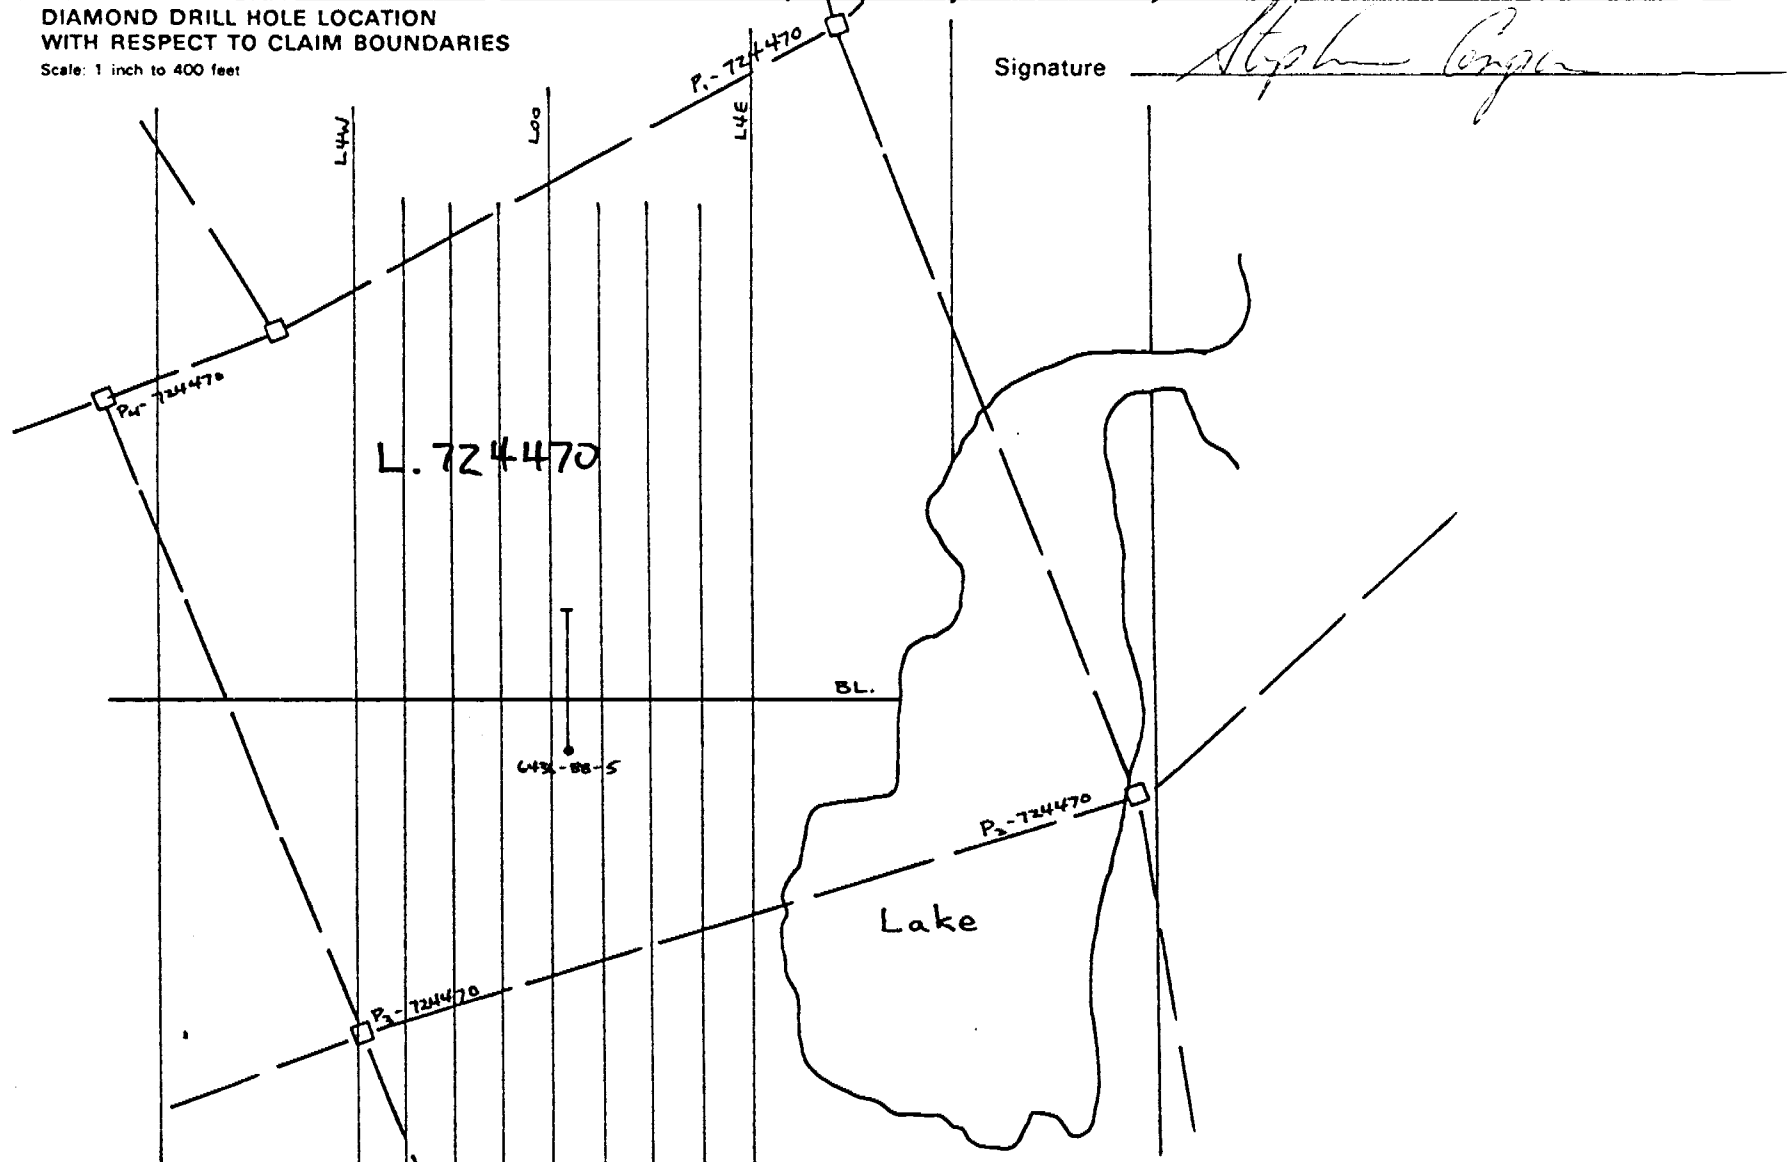 DIAMOND DRILL HOLE LOCATION
WITH RESPECT TO CLAIM BOUNDARIES
Scale: 1 inch to 400 feet
Signature
P1-724470
L4W
L00
L4E
P4-724470
L.724470
BL.
P2-724470
Lake
P3-724470